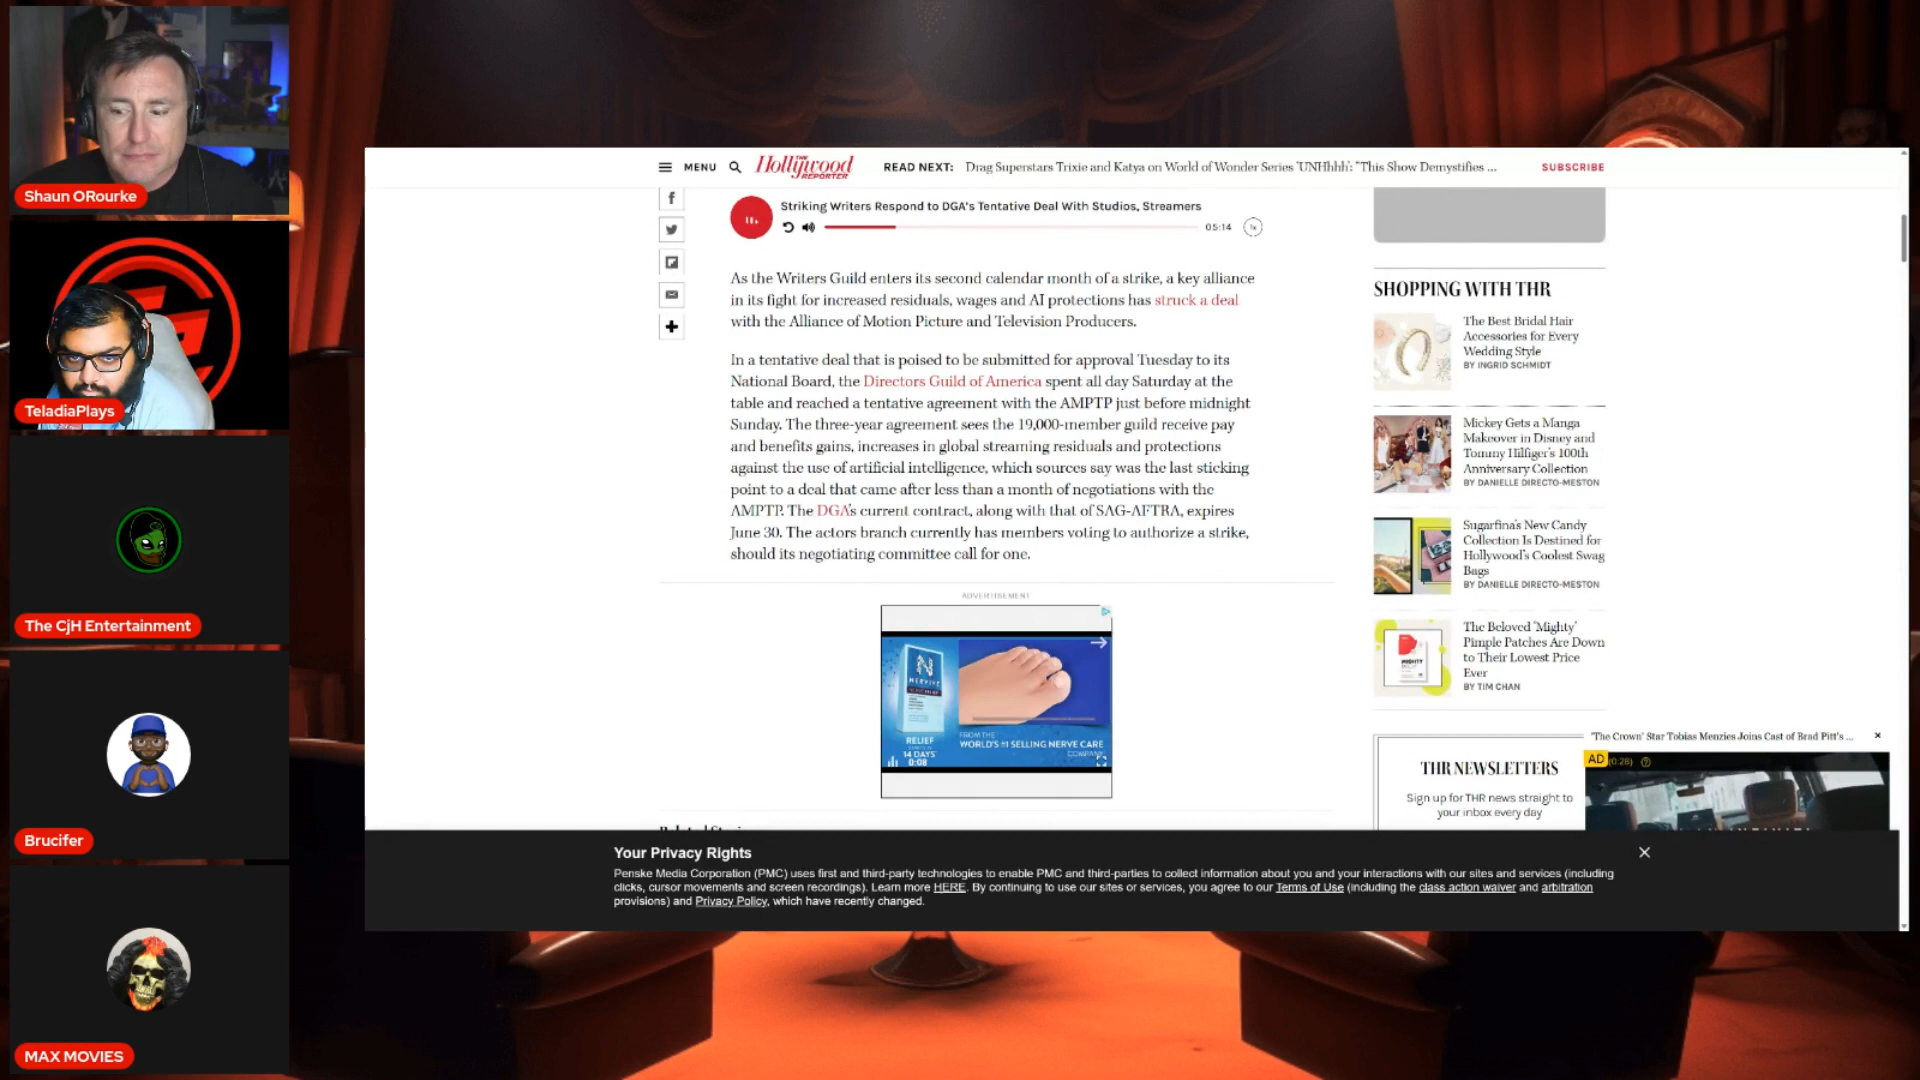 Shaun ORourke
TeladiaPlays
The CjH Entertainment
Brucifer
MAX MOVIES
MENU
THE
Hollywood
REPORTER
READ NEXT: Drag Superstars Trixie and Katya on World of Wonder Series 'UNHhhh': "This Show Demystifies ...
SUBSCRIBE
Striking Writers Respond to DGA's Tentative Deal With Studios, Streamers
05:14
1x
As the Writers Guild enters its second calendar month of a strike, a key alliance
in its fight for increased residuals, wages and AI protections has struck a deal
with the Alliance of Motion Picture and Television Producers.
In a tentative deal that is poised to be submitted for approval Tuesday to its
National Board, the Directors Guild of America spent all day Saturday at the
table and reached a tentative agreement with the AMPTP just before midnight
Sunday. The three-year agreement sees the 19,000-member guild receive pay
and benefits gains, increases in global streaming residuals and protections
against the use of artificial intelligence, which sources say was the last sticking
point to a deal that came after less than a month of negotiations with the
AMPTP. The DGA's current contract, along with that of SAG-AFTRA, expires
June 30. The actors branch currently has members voting to authorize a strike,
should its negotiating committee call for one.
ADVERTISEMENT
NERVIVE
RELIEF
14 DAYS
0:08
FROM THE
WORLD'S #1 SELLING NERVE CARE
COMPANY
SHOPPING WITH THR
The Best Bridal Hair
Accessories for Every
Wedding Style
BY INGRID SCHMIDT
Mickey Gets a Manga
Makeover in Disney and
Tommy Hilfiger's 100th
Anniversary Collection
BY DANIELLE DIRECTO-MESTON
Sugarfina's New Candy
Collection Is Destined for
Hollywood's Coolest Swag
Bags
BY DANIELLE DIRECTO-MESTON
MIGHTY
The Beloved 'Mighty'
Pimple Patches Are Down
to Their Lowest Price
Ever
BY TIM CHAN
THR NEWSLETTERS
Sign up for THR news straight to
your inbox every day
'The Crown' Star Tobias Menzies Joins Cast of Brad Pitt's ...
AD (0:28)
Your Privacy Rights
Penske Media Corporation (PMC) uses first and third-party technologies to enable PMC and third-parties to collect information about you and your interactions with our sites and services (including
clicks, cursor movements and screen recordings). Learn more HERE. By continuing to use our sites or services, you agree to our Terms of Use (including the class action waiver and arbitration
provisions) and Privacy Policy, which have recently changed.